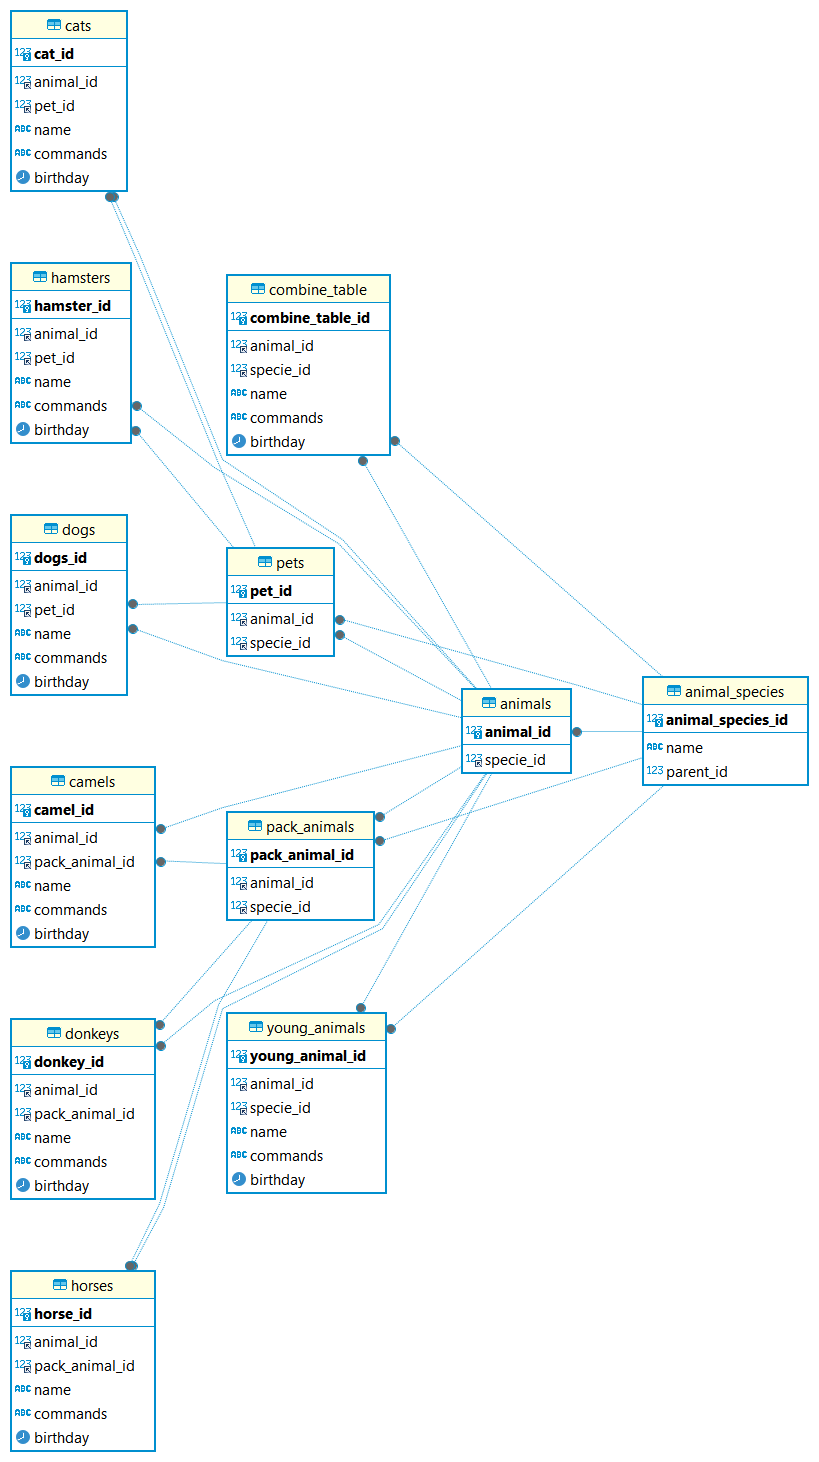 cats
cat_id
animal_id
pet_id
name
commands
birthday
hamsters
hamster_id
animal_id
pet_id
name
commands
birthday
combine_table
combine_table_id
animal_id
specie_id
name
commands
birthday
dogs
dogs_id
animal_id
pet_id
name
commands
birthday
pets
pet_id
animal_id
specie_id
animals
animal_id
specie_id
animal_species
animal_species_id
name
parent_id
camels
camel_id
animal_id
pack_animal_id
name
commands
birthday
pack_animals
pack_animal_id
animal_id
specie_id
donkeys
donkey_id
animal_id
pack_animal_id
name
commands
birthday
young_animals
young_animal_id
animal_id
specie_id
name
commands
birthday
horses
horse_id
animal_id
pack_animal_id
name
commands
birthday